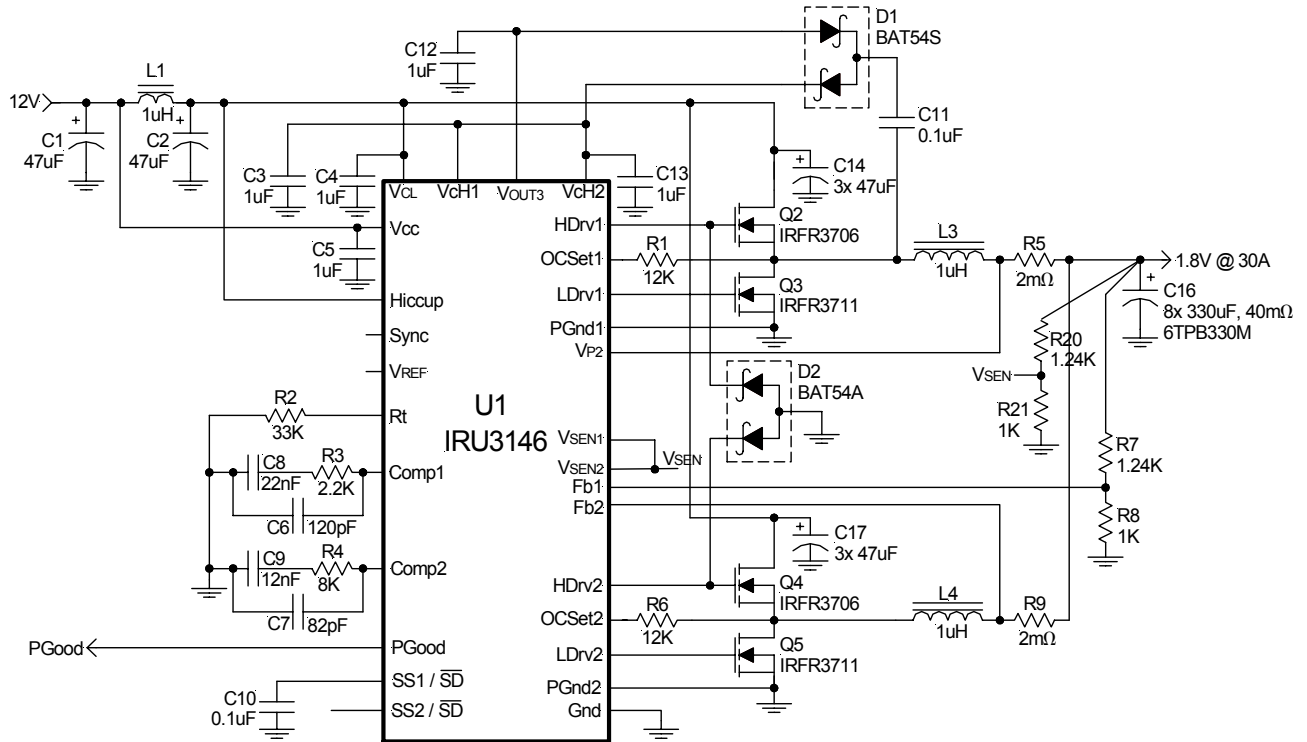 D1
BAT54S
C12
1uF
L1
12V
1uH
C11
0.1uF
C1
47uF
C2
47uF
C3
1uF
C4
1uF
C13
1uF
C14
3x 47uF
VCL
VcH1
VOUT3
VcH2
Vcc
C5
1uF
HDrv1
Q2
IRFR3706
OCSet1
R1
12K
L3
1uH
R5
2mΩ
1.8V @ 30A
Hiccup
LDrv1
Q3
IRFR3711
C16
8x 330uF, 40mΩ
6TPB330M
Sync
PGnd1
VP2
R20
1.24K
VREF
D2
BAT54A
VSEN
R2
33K
Rt
U1
IRU3146
R21
1K
VSEN1
VSEN2
VSEN
R7
1.24K
C8
22nF
R3
2.2K
Comp1
Fb1
Fb2
C6
120pF
R8
1K
C17
3x 47uF
C9
12nF
R4
8K
Comp2
HDrv2
Q4
IRFR3706
C7
82pF
OCSet2
R6
12K
L4
1uH
R9
2mΩ
PGood
PGood
LDrv2
Q5
IRFR3711
SS1 / SD
PGnd2
C10
0.1uF
SS2 / SD
Gnd